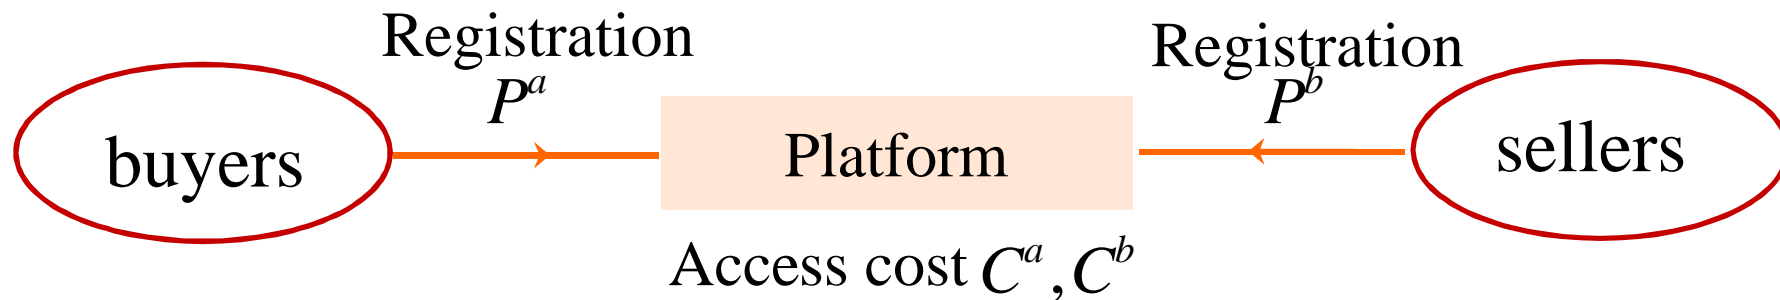 Registration
P^a
Registration
P^b
buyers
Platform
sellers
Access cost C^a, C^b